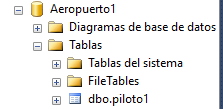 Aeropuerto1
Diagramas de base de datos
Tablas
Tablas del sistema
FileTables
dbo.piloto1